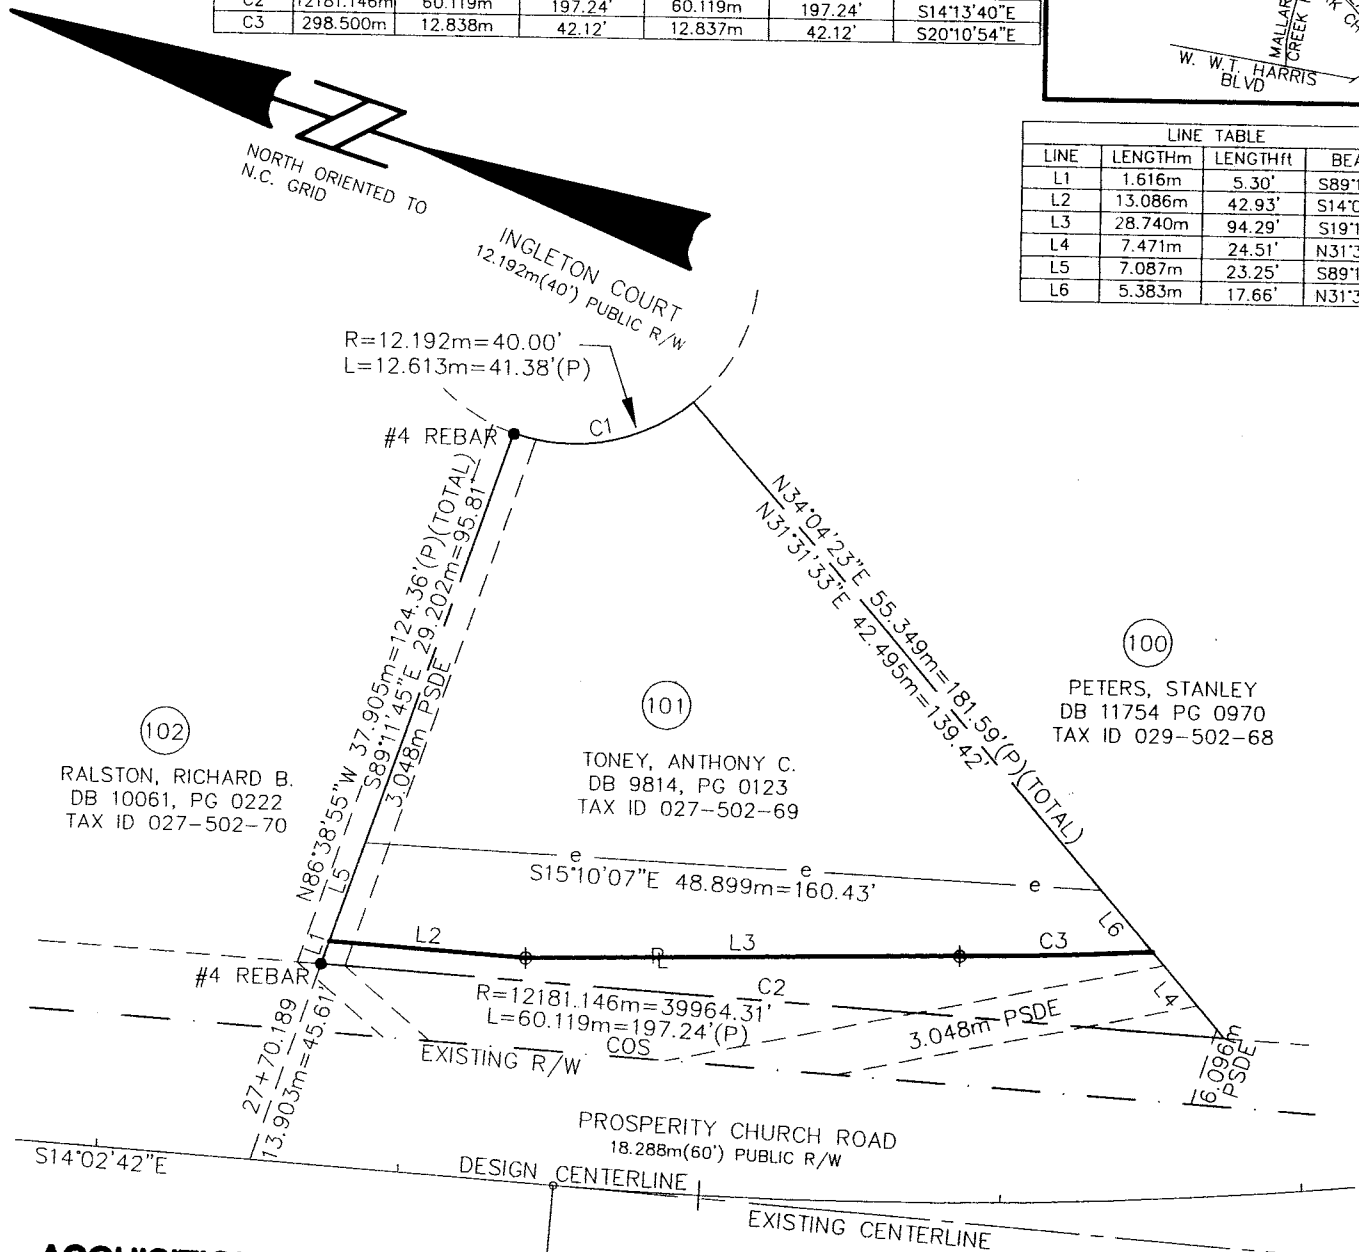 C2 12181.146m 60.119m 197.24' 60.119m 197.24' S14°13'40"E
C3 298.500m 12.838m 42.12' 12.837m 42.12' S20°10'54"E
W. W.T. HARRIS
BLVD
LINE TABLE
LINE LENGTHm LENGTHft
L1 1.616m 5.30'
L2 13.086m 42.93'
L3 28.740m 94.29'
L4 7.471m 24.51'
L5 7.087m 23.25'
L6 5.383m 17.66'
NORTH ORIENTED TO
N.C. GRID
INGLETON COURT
12.192m(40') PUBLIC R/W
R=12.192m=40.00'
L=12.613m=41.38'(P)
C1
#4 REBAR
N86°38'55"W 37.905m=124.36'(P)(TOTAL)
S89°11'45"E 29.202m=95.81'
3.048m PSDE
N34°04'23"E 55.349m=181.59'(P)(TOTAL)
N31°31'33"E 42.495m=139.42'
100
PETERS, STANLEY
DB 11754 PG 0970
TAX ID 029-502-68
101
TONEY, ANTHONY C.
DB 9814, PG 0123
TAX ID 027-502-69
102
RALSTON, RICHARD B.
DB 10061, PG 0222
TAX ID 027-502-70
e e e
S15°10'07"E 48.899m=160.43'
L5
L6
L1 L2 L3 C3
PL
#4 REBAR
C2
R=12181.146m=39964.31'
L=60.119m=197.24'(P)
L4
3.048m PSDE
COS
EXISTING R/W
6.096m
PSDE
27+70.189
13.903m=45.61'
PROSPERITY CHURCH ROAD
18.288m(60') PUBLIC R/W
S14°02'42"E
DESIGN CENTERLINE
EXISTING CENTERLINE